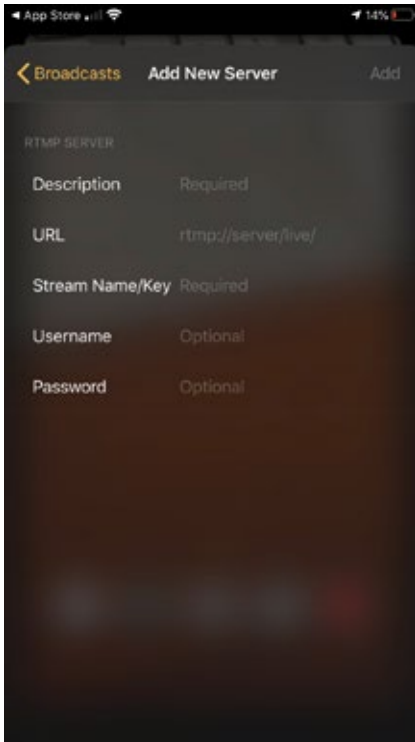 App Store
14%
Broadcasts Add New Server Add
RTMP SERVER
Description Required
URL rtmp://server/live/
Stream Name/Key Required
Username Optional
Password Optional